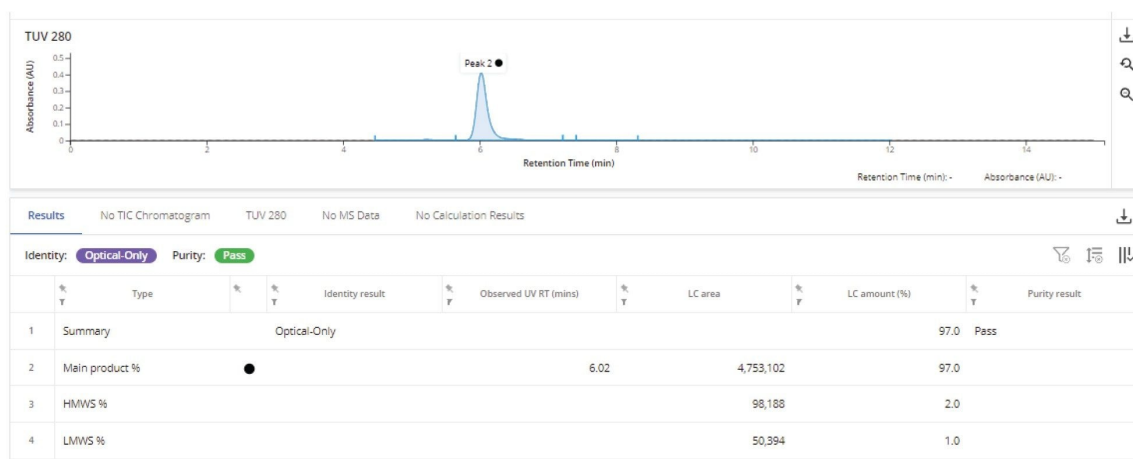 TUV 280
Absorbance (AU)
0.5
0.4
0.3
0.2
0.1
0
Peak 2
0 2 4 6 8 10 12 14
Retention Time (min)
Retention Time (min): - Absorbance (AU): -
Results No TIC Chromatogram TUV 280 No MS Data No Calculation Results
Identity: Optical-Only Purity: Pass
Type Identity result Observed UV RT (mins) LC area LC amount (%) Purity result
1 Summary Optical-Only 97.0 Pass
2 Main product % 6.02 4,753,102 97.0
3 HMWS % 98,188 2.0
4 LMWS % 50,394 1.0